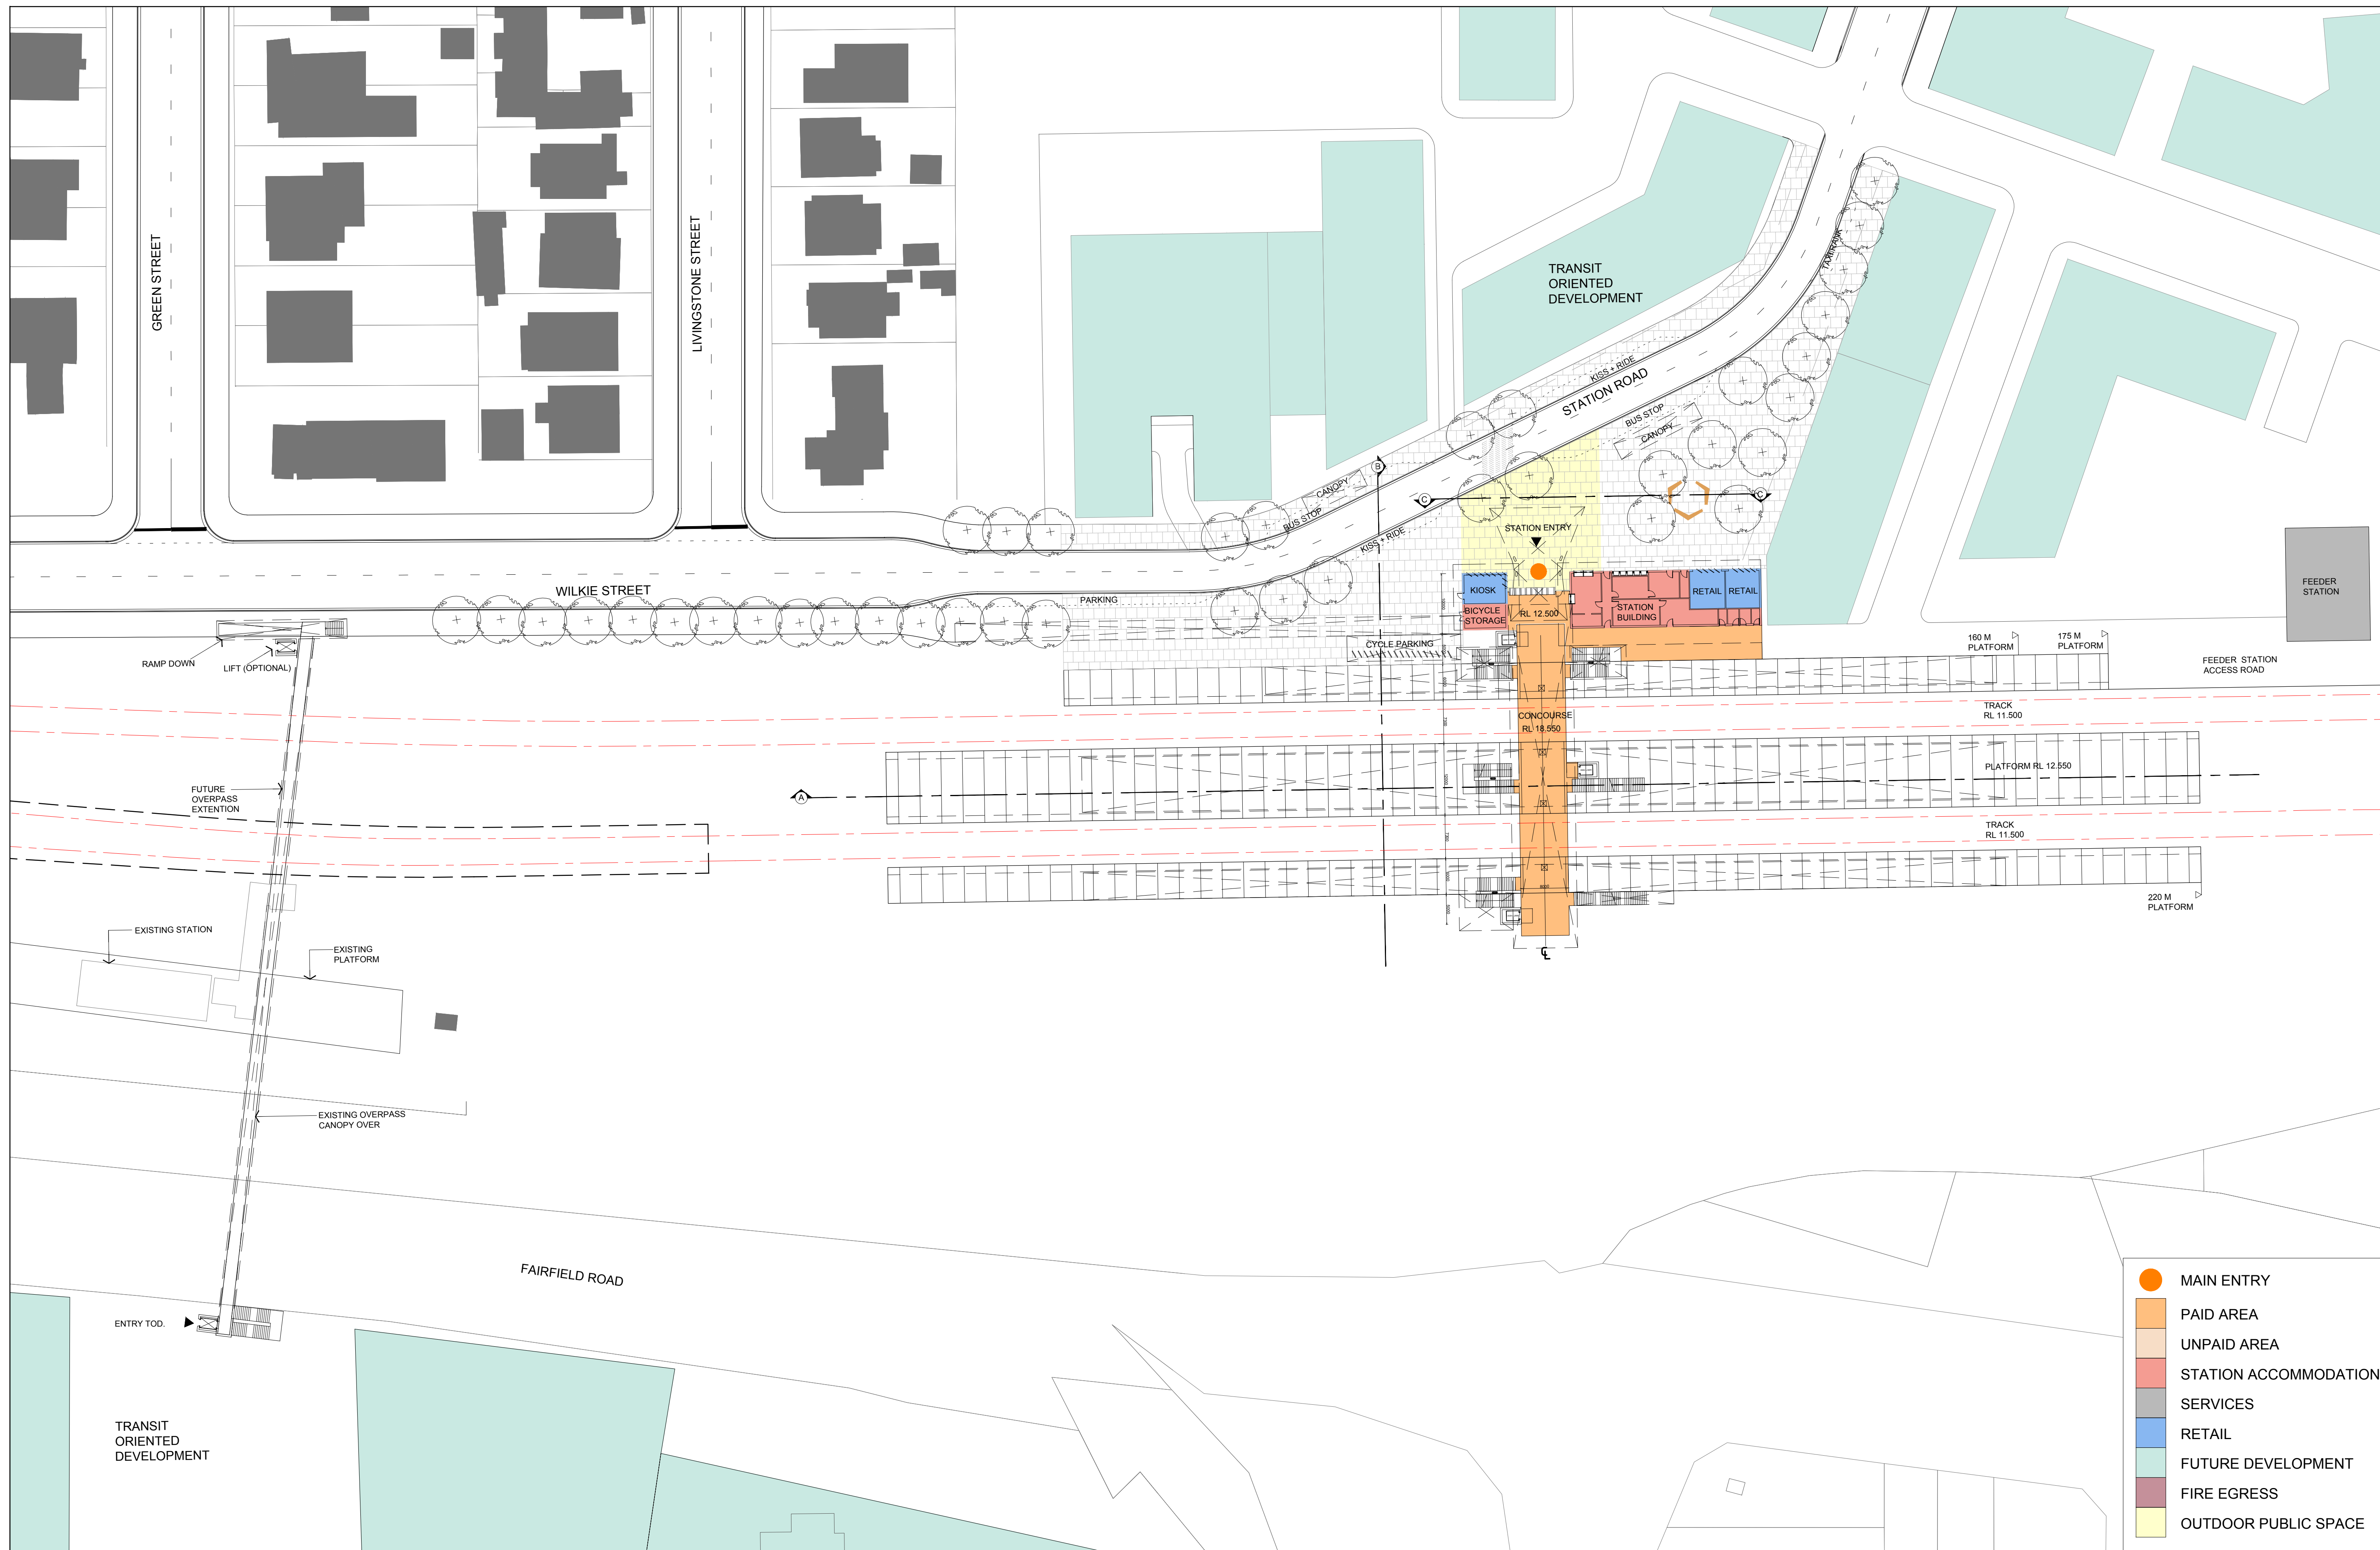 GREEN STREET
LIVINGSTONE STREET
TRANSIT
ORIENTED
DEVELOPMENT
TAXI RANK
KISS + RIDE
STATION ROAD
BUS STOP
CANOPY
B
CANOPY
BUS STOP
C
C
KISS + RIDE
STATION ENTRY
WILKIE STREET
PARKING
KIOSK
BICYCLE
STORAGE
RL 12.500
STATION
BUILDING
RETAIL
RETAIL
FEEDER
STATION
CYCLE PARKING
160 M
PLATFORM
175 M
PLATFORM
FEEDER STATION
ACCESS ROAD
RAMP DOWN
LIFT (OPTIONAL)
CONCOURSE
RL 18.550
TRACK
RL 11.500
PLATFORM RL 12.550
FUTURE
OVERPASS
EXTENTION
A
TRACK
RL 11.500
220 M
PLATFORM
EXISTING STATION
EXISTING
PLATFORM
EXISTING OVERPASS
CANOPY OVER
FAIRFIELD ROAD
ENTRY TOD.
TRANSIT
ORIENTED
DEVELOPMENT
MAIN ENTRY
PAID AREA
UNPAID AREA
STATION ACCOMMODATION
SERVICES
RETAIL
FUTURE DEVELOPMENT
FIRE EGRESS
OUTDOOR PUBLIC SPACE